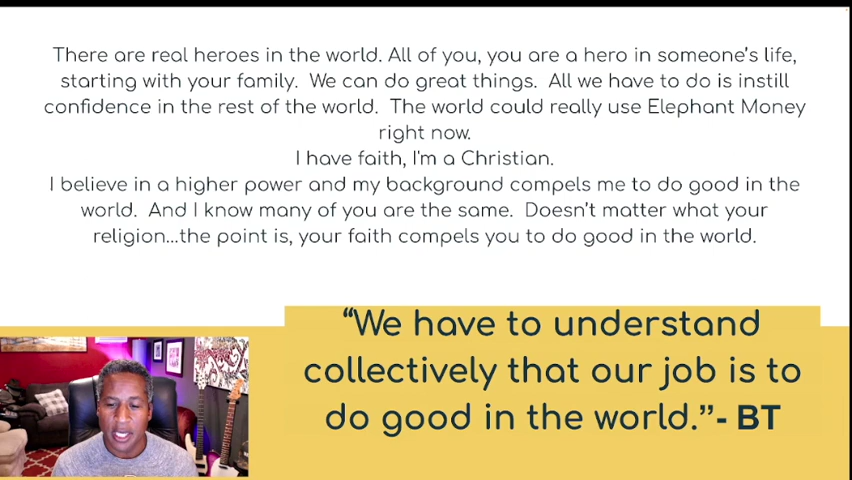 There are real heroes in the world. All of you, you are a hero in someone's life,
starting with your family.  We can do great things.  All we have to do is instill
confidence in the rest of the world.  The world could really use Elephant Money
right now.
I have faith, I'm a Christian.
I believe in a higher power and my background compels me to do good in the
world.  And I know many of you are the same.  Doesn't matter what your
religion...the point is, your faith compels you to do good in the world.
“We have to understand
collectively that our job is to
do good in the world.”- BT